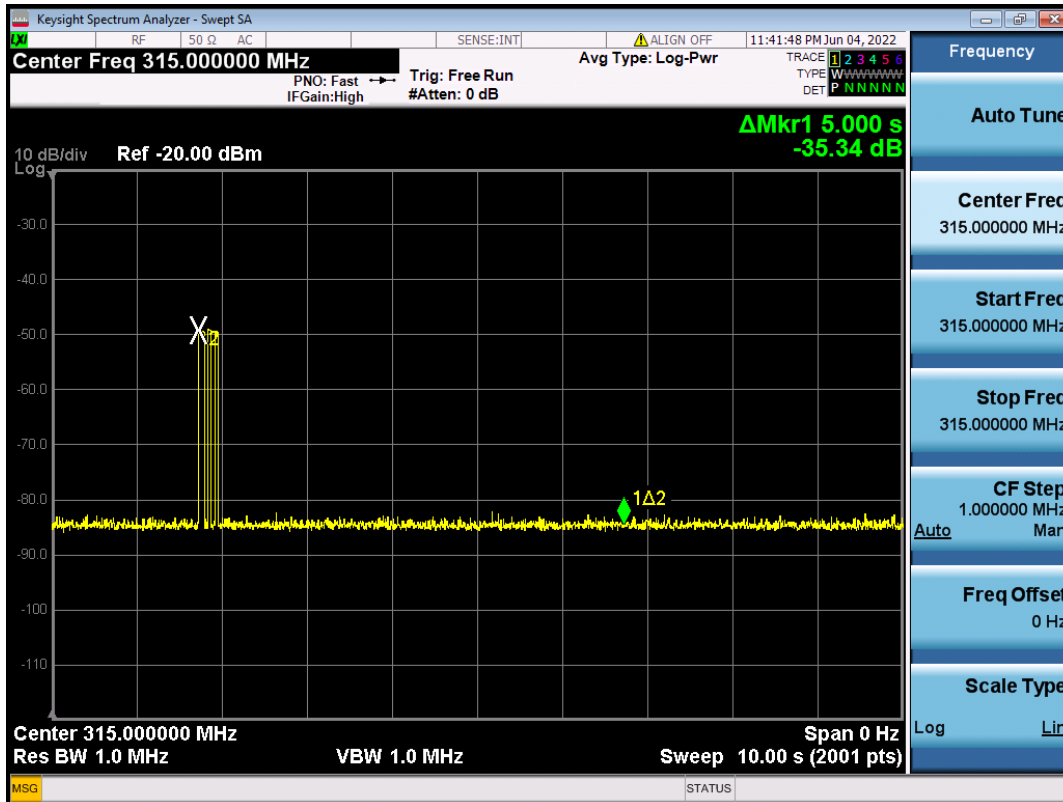 Keysight Spectrum Analyzer - Swept SA
LXI RF 50 Ω AC SENSE:INT ALIGN OFF 11:41:48 PM Jun 04, 2022
Center Freq 315.000000 MHz
PNO: Fast
IFGain:High
Trig: Free Run
#Atten: 0 dB
Avg Type: Log-Pwr
TRACE 1 2 3 4 5 6
TYPE W
DET P N N N N N
ΔMkr1 5.000 s
-35.34 dB
10 dB/div Ref -20.00 dBm
Log
-30.0
-40.0
-50.0
-60.0
-70.0
-80.0
-90.0
-100
-110
X2
1Δ2
Center 315.000000 MHz Span 0 Hz
Res BW 1.0 MHz VBW 1.0 MHz Sweep 10.00 s (2001 pts)
MSG STATUS
Frequency
Auto Tune
Center Freq
315.000000 MHz
Start Freq
315.000000 MHz
Stop Freq
315.000000 MHz
CF Step
1.000000 MHz
Auto Man
Freq Offset
0 Hz
Scale Type
Log Lin